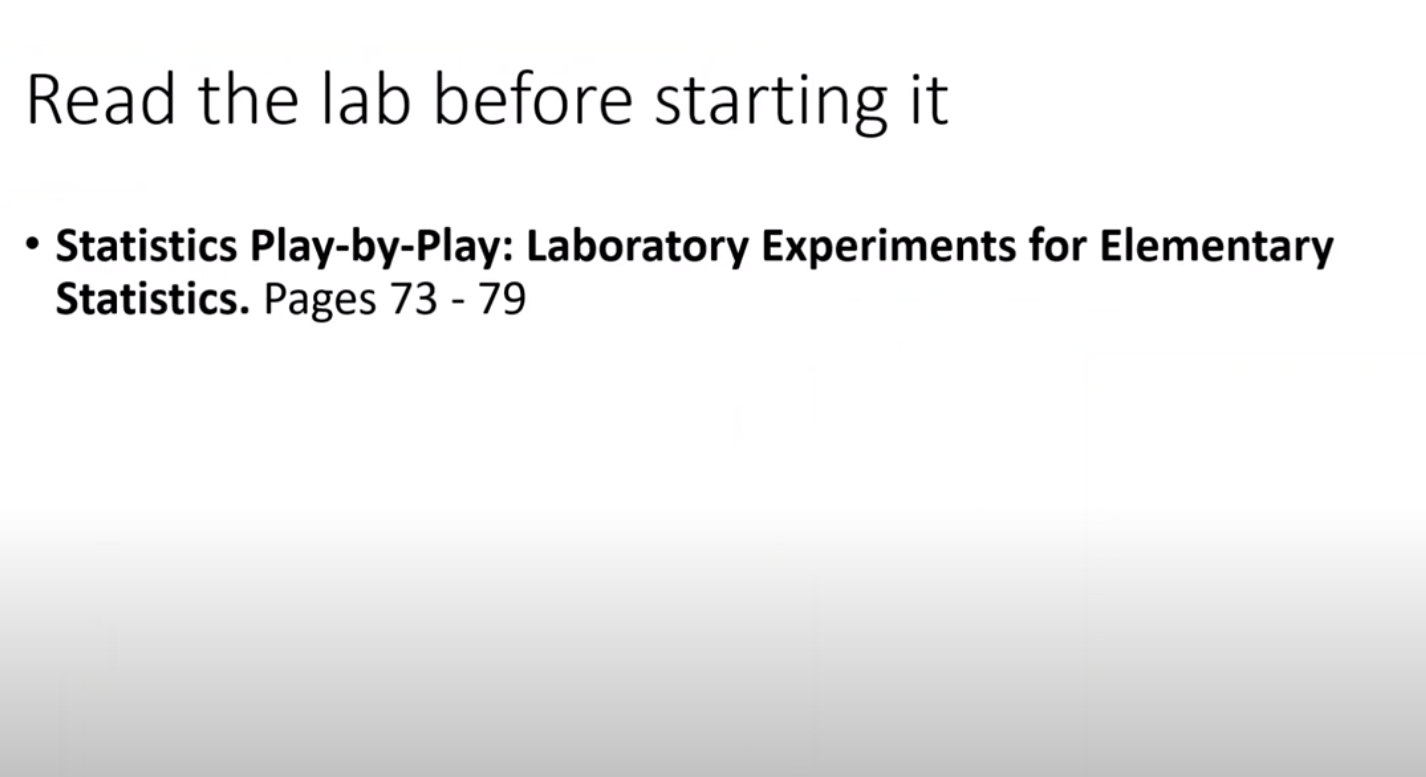 Read the lab before starting it
• Statistics Play-by-Play: Laboratory Experiments for Elementary
Statistics. Pages 73 - 79